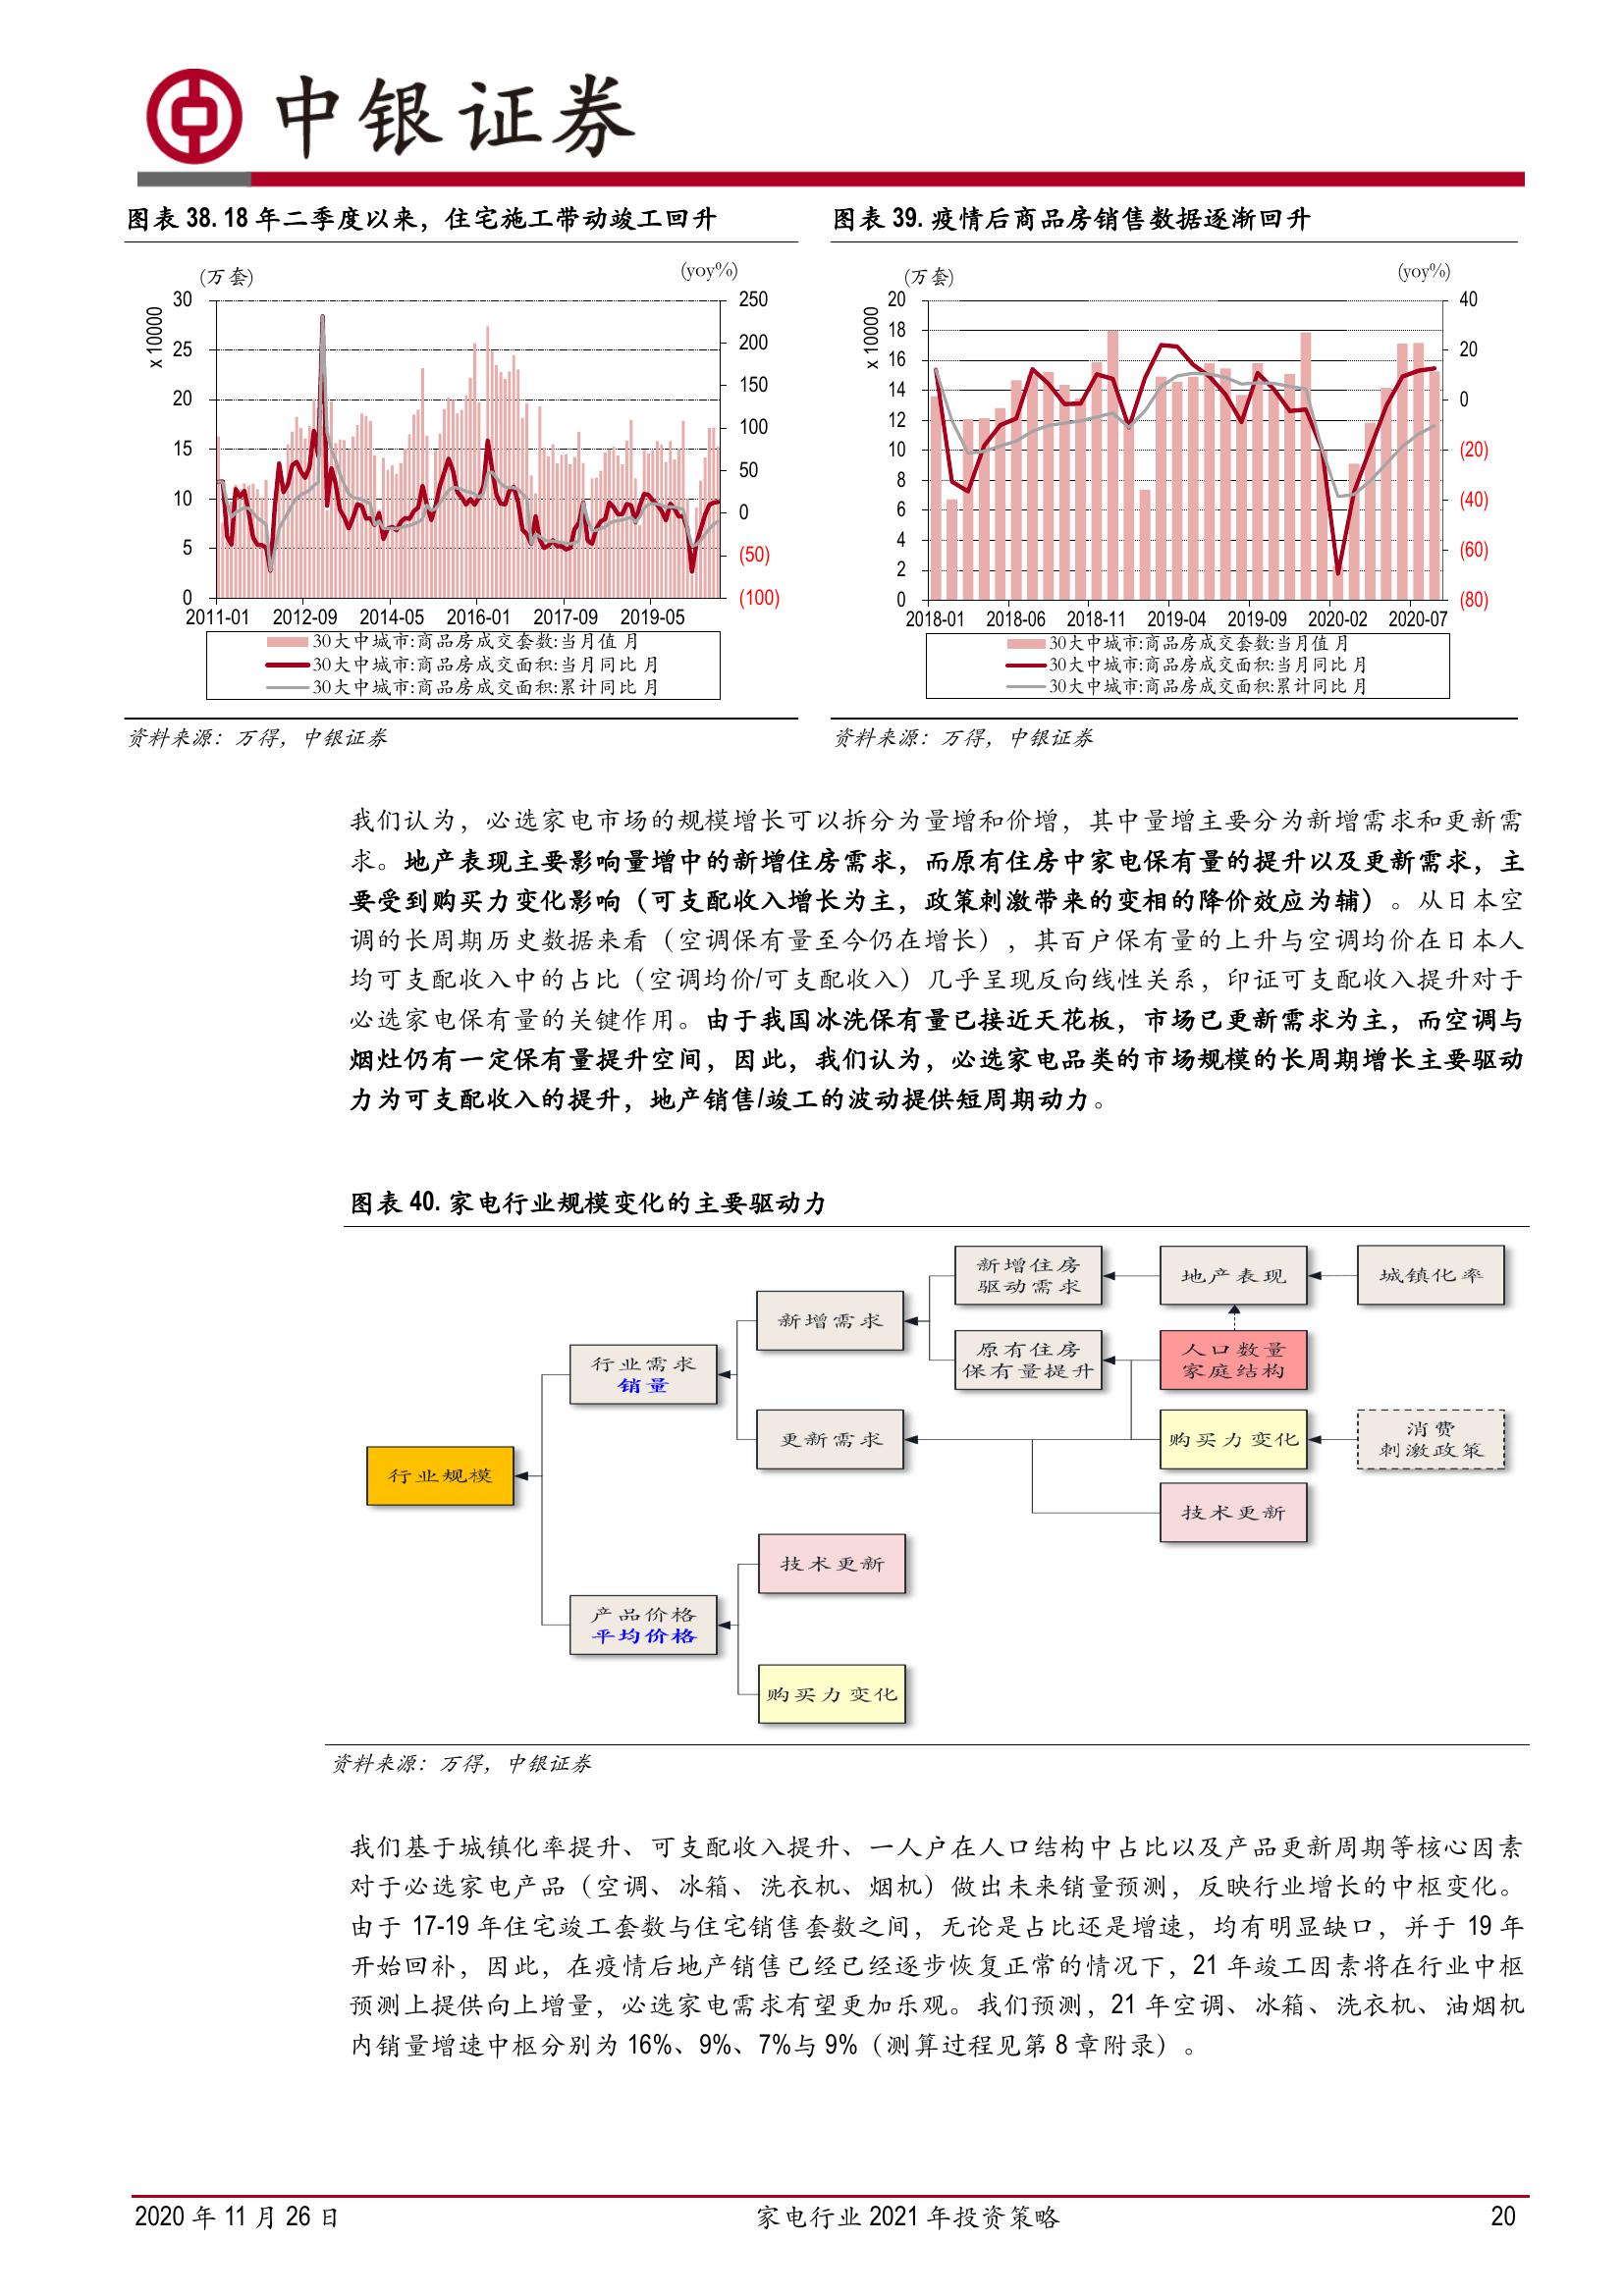 中银证券
图表 38. 18 年二季度以来，住宅施工带动竣工回升
(万套)
(yoy%)
x 10000
30
25
20
15
10
5
0
250
200
150
100
50
0
(50)
(100)
2011-01 2012-09 2014-05 2016-01 2017-09 2019-05
30大中城市:商品房成交套数:当月值 月
30大中城市:商品房成交面积:当月同比 月
30大中城市:商品房成交面积:累计同比 月
资料来源：万得，中银证券
图表 39. 疫情后商品房销售数据逐渐回升
(万套)
(yoy%)
x 10000
20
18
16
14
12
10
8
6
4
2
0
40
20
0
(20)
(40)
(60)
(80)
2018-01 2018-06 2018-11 2019-04 2019-09 2020-02 2020-07
30大中城市:商品房成交套数:当月值 月
30大中城市:商品房成交面积:当月同比 月
30大中城市:商品房成交面积:累计同比 月
资料来源：万得，中银证券
我们认为，必选家电市场的规模增长可以拆分为量增和价增，其中量增主要分为新增需求和更新需
求。地产表现主要影响量增中的新增住房需求，而原有住房中家电保有量的提升以及更新需求，主
要受到购买力变化影响（可支配收入增长为主，政策刺激带来的变相的降价效应为辅）。从日本空
调的长周期历史数据来看（空调保有量至今仍在增长），其百户保有量的上升与空调均价在日本人
均可支配收入中的占比（空调均价/可支配收入）几乎呈现反向线性关系，印证可支配收入提升对于
必选家电保有量的关键作用。由于我国冰洗保有量已接近天花板，市场已更新需求为主，而空调与
烟灶仍有一定保有量提升空间，因此，我们认为，必选家电品类的市场规模的长周期增长主要驱动
力为可支配收入的提升，地产销售/竣工的波动提供短周期动力。
图表 40. 家电行业规模变化的主要驱动力
行业规模
行业需求
销量
产品价格
平均价格
新增需求
更新需求
技术更新
购买力变化
新增住房
驱动需求
原有住房
保有量提升
地产表现
人口数量
家庭结构
购买力变化
技术更新
城镇化率
消费
刺激政策
资料来源：万得，中银证券
我们基于城镇化率提升、可支配收入提升、一人户在人口结构中占比以及产品更新周期等核心因素
对于必选家电产品（空调、冰箱、洗衣机、烟机）做出未来销量预测，反映行业增长的中枢变化。
由于 17-19 年住宅竣工套数与住宅销售套数之间，无论是占比还是增速，均有明显缺口，并于 19 年
开始回补，因此，在疫情后地产销售已经已经逐步恢复正常的情况下，21 年竣工因素将在行业中枢
预测上提供向上增量，必选家电需求有望更加乐观。我们预测，21 年空调、冰箱、洗衣机、油烟机
内销量增速中枢分别为 16%、9%、7%与 9%（测算过程见第 8 章附录）。
2020 年 11 月 26 日
家电行业 2021 年投资策略
20